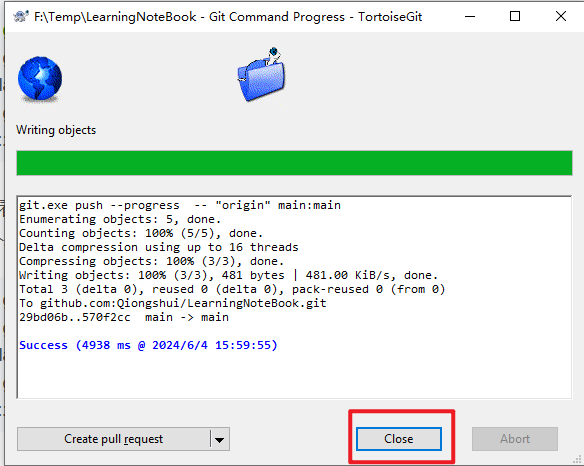 F:\Temp\LearningNoteBook - Git Command Progress - TortoiseGit
Writing objects
git.exe push --progress  -- "origin" main:main
Enumerating objects: 5, done.
Counting objects: 100% (5/5), done.
Delta compression using up to 16 threads
Compressing objects: 100% (3/3), done.
Writing objects: 100% (3/3), 481 bytes | 481.00 KiB/s, done.
Total 3 (delta 0), reused 0 (delta 0), pack-reused 0 (from 0)
To github.com:Qiongshui/LearningNoteBook.git
29bd06b..570f2cc  main -> main
Success (4938 ms @ 2024/6/4 15:59:55)
Create pull request
Close
Abort